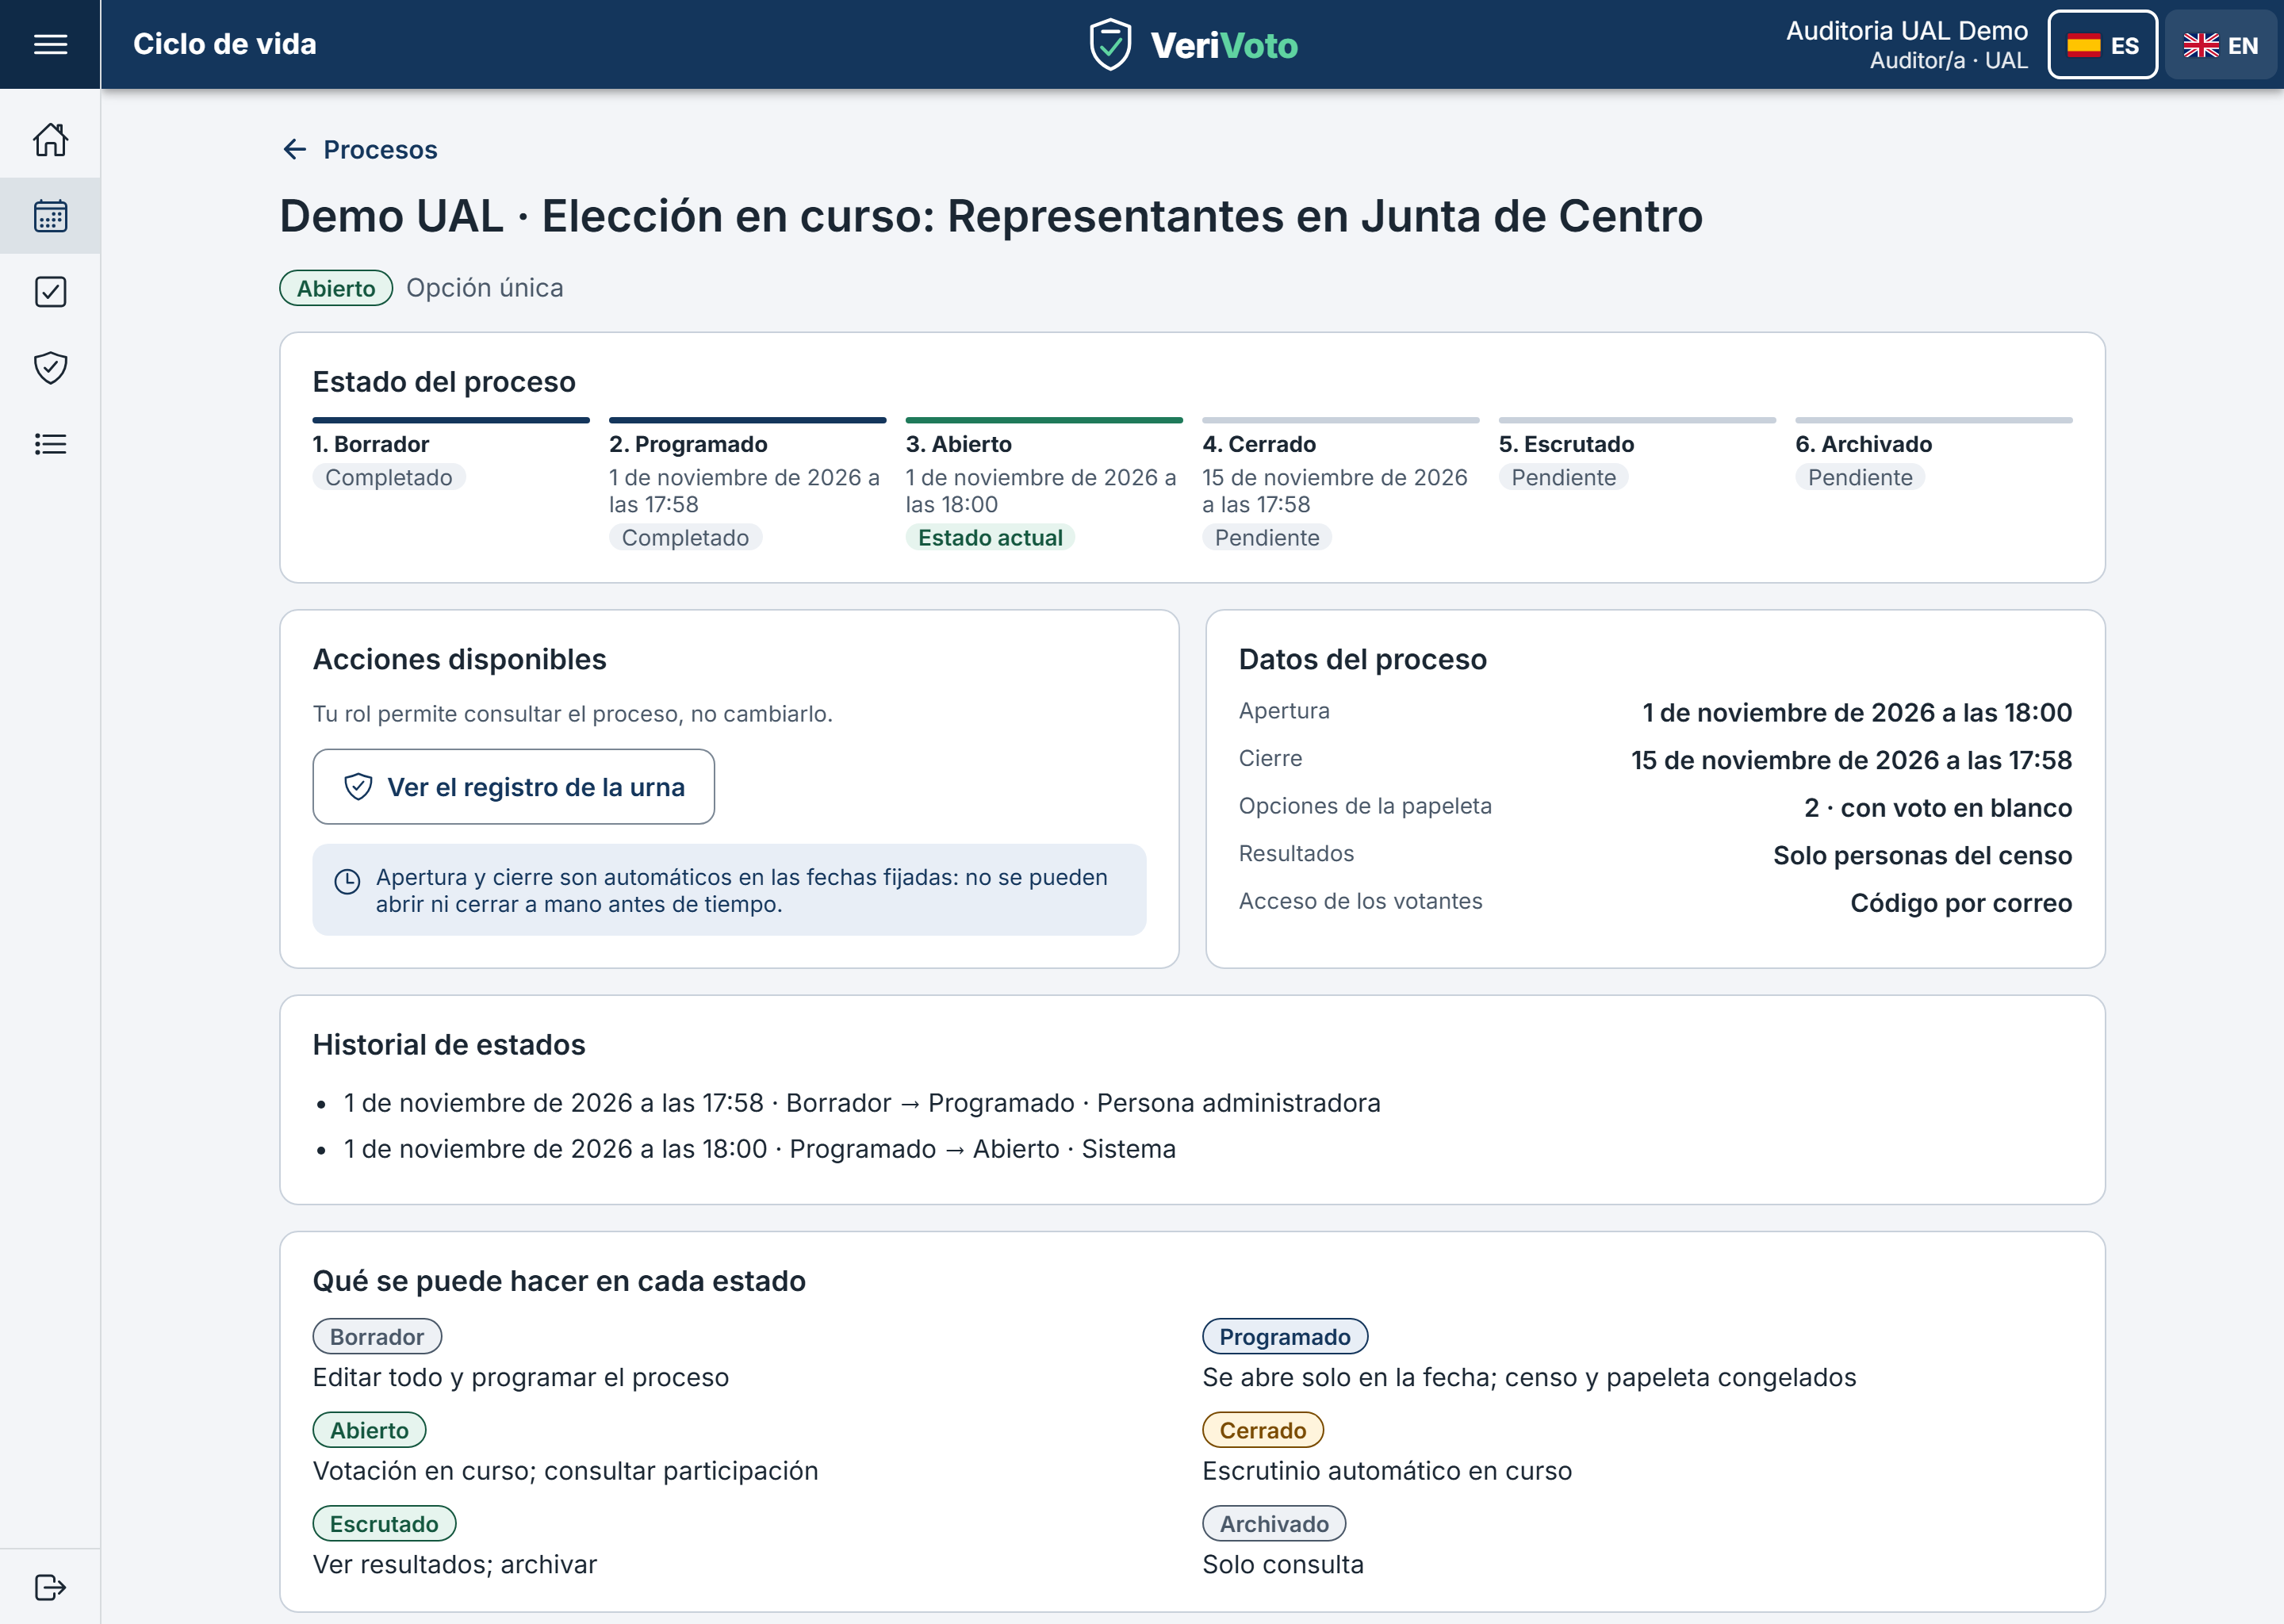 Ciclo de vida
VeriVoto
Auditoria UAL Demo
Auditor/a · UAL
ES
EN
Procesos
Demo UAL · Elección en curso: Representantes en Junta de Centro
Abierto
Opción única
Estado del proceso
1. Borrador
Completado
2. Programado
1 de noviembre de 2026 a
las 17:58
Completado
3. Abierto
1 de noviembre de 2026 a
las 18:00
Estado actual
4. Cerrado
15 de noviembre de 2026
a las 17:58
Pendiente
5. Escrutado
Pendiente
6. Archivado
Pendiente
Acciones disponibles
Tu rol permite consultar el proceso, no cambiarlo.
Ver el registro de la urna
Apertura y cierre son automáticos en las fechas fijadas: no se pueden
abrir ni cerrar a mano antes de tiempo.
Datos del proceso
Apertura 1 de noviembre de 2026 a las 18:00
Cierre 15 de noviembre de 2026 a las 17:58
Opciones de la papeleta 2 · con voto en blanco
Resultados Solo personas del censo
Acceso de los votantes Código por correo
Historial de estados
• 1 de noviembre de 2026 a las 17:58 · Borrador → Programado · Persona administradora
• 1 de noviembre de 2026 a las 18:00 · Programado → Abierto · Sistema
Qué se puede hacer en cada estado
Borrador
Editar todo y programar el proceso
Programado
Se abre solo en la fecha; censo y papeleta congelados
Abierto
Votación en curso; consultar participación
Cerrado
Escrutinio automático en curso
Escrutado
Ver resultados; archivar
Archivado
Solo consulta